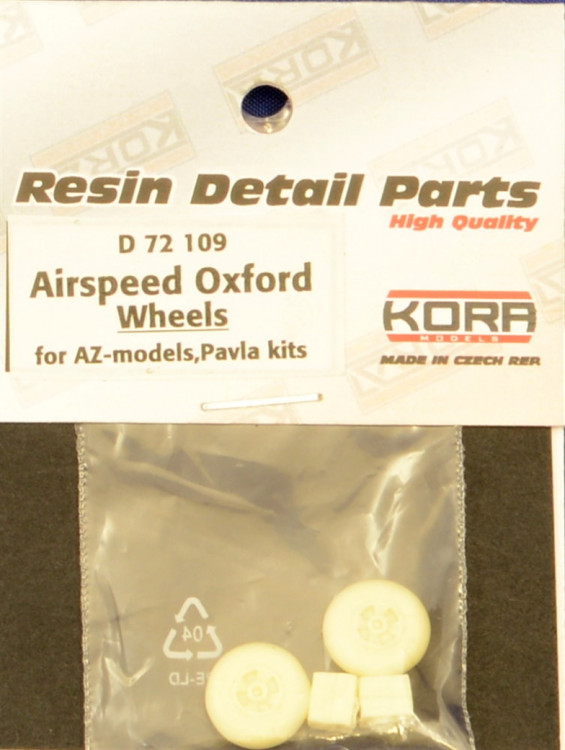 Resin Detail Parts
High Quality
D 72 109
Airspeed Oxford
Wheels
for AZ-models,Pavla kits
KORA
MODELS
MADE IN CZECH REP.
04
E-LD